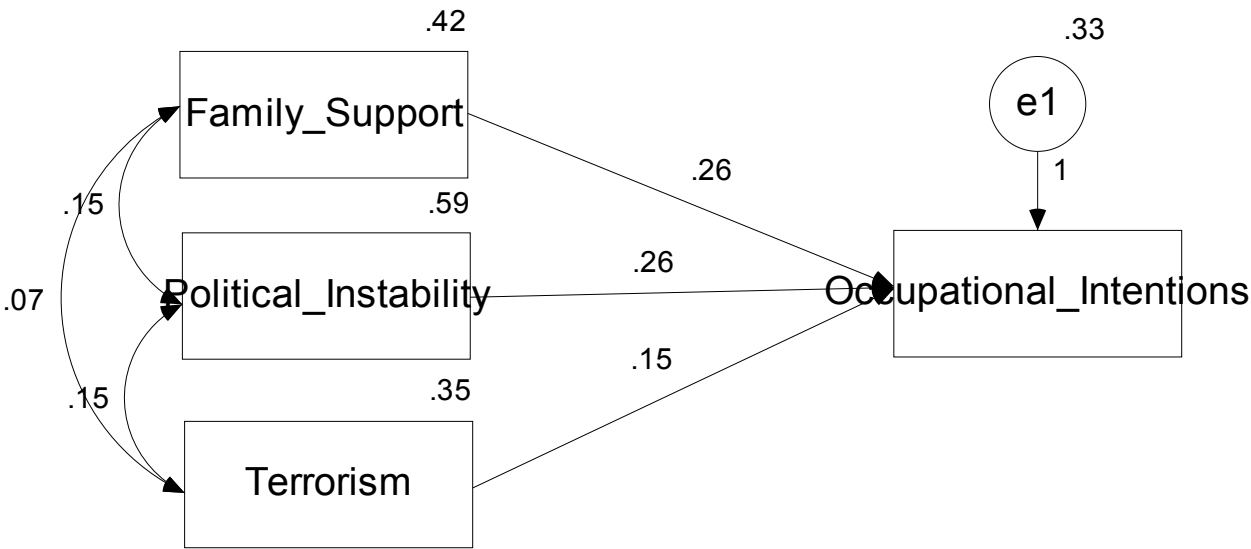 .42
.33
Family_Support
e1
.26
1
.15
.59
.26
Political_Instability
Occupational_Intentions
.07
.15
.35
.15
Terrorism